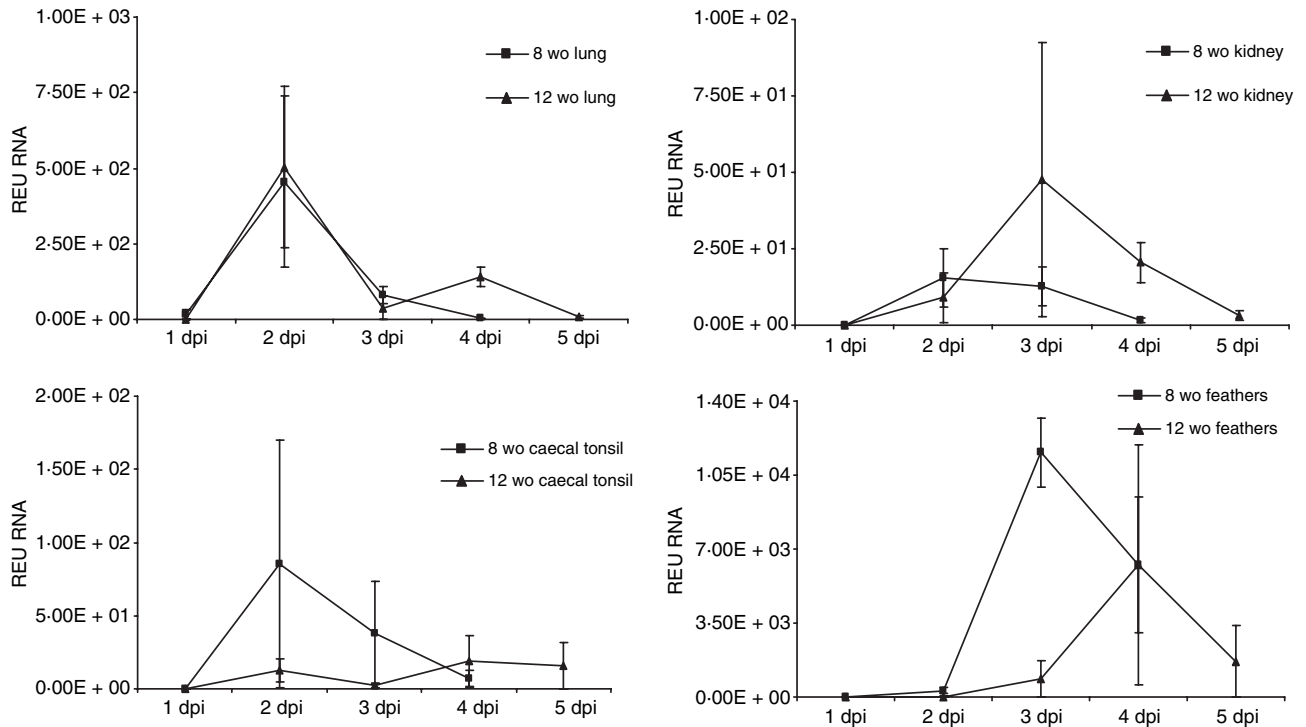 1·00E + 03
7·50E + 02
5·00E + 02
2·50E + 02
0·00E + 00
REU RNA
8 wo lung
12 wo lung
1 dpi 2 dpi 3 dpi 4 dpi 5 dpi
1·00E + 02
7·50E + 01
5·00E + 01
2·50E + 01
0·00E + 00
REU RNA
8 wo kidney
12 wo kidney
1 dpi 2 dpi 3 dpi 4 dpi 5 dpi
2·00E + 02
1·50E + 02
1·00E + 02
5·00E + 01
0·00E + 00
REU RNA
8 wo caecal tonsil
12 wo caecal tonsil
1 dpi 2 dpi 3 dpi 4 dpi 5 dpi
1·40E + 04
1·05E + 04
7·00E + 03
3·50E + 03
0·00E + 00
REU RNA
8 wo feathers
12 wo feathers
1 dpi 2 dpi 3 dpi 4 dpi 5 dpi